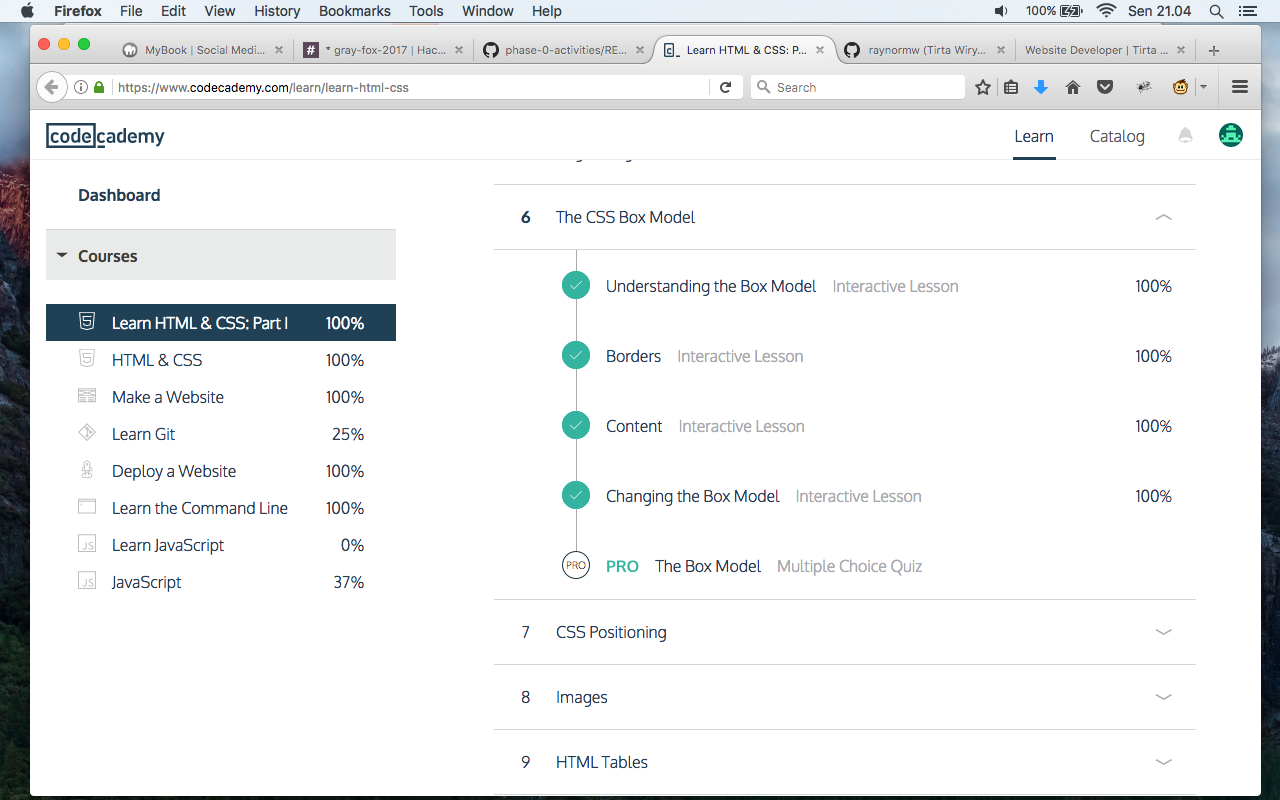 Firefox File Edit View History Bookmarks Tools Window Help 100% Sen 21.04
MyBook | Social Medi... # * gray-fox-2017 | Hac... phase-0-activities/RE... c_ Learn HTML & CSS: P... raynormw (Tirta Wiry... Website Developer | Tirta ...
https://www.codecademy.com/learn/learn-html-css Search
codecademy Learn Catalog
Dashboard
Courses
Learn HTML & CSS: Part I 100%
HTML & CSS 100%
Make a Website 100%
Learn Git 25%
Deploy a Website 100%
Learn the Command Line 100%
JS Learn JavaScript 0%
JS JavaScript 37%
6 The CSS Box Model
Understanding the Box Model Interactive Lesson 100%
Borders Interactive Lesson 100%
Content Interactive Lesson 100%
Changing the Box Model Interactive Lesson 100%
PRO PRO The Box Model Multiple Choice Quiz
7 CSS Positioning
8 Images
9 HTML Tables